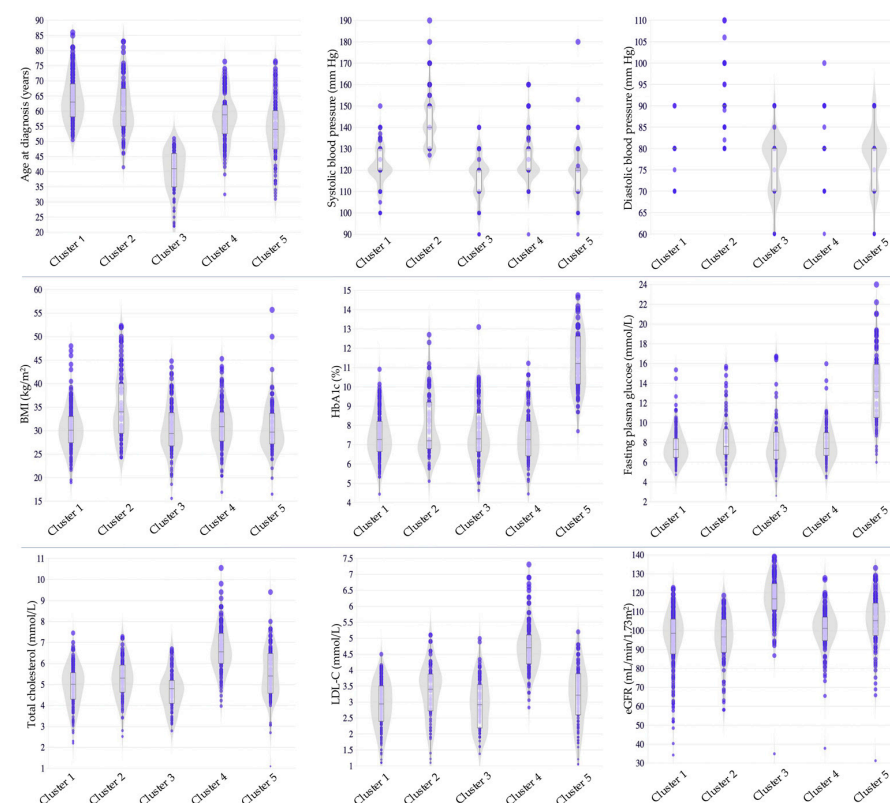 Age at diagnosis (years)
90
85
80
75
70
65
60
55
50
45
40
35
30
25
20
Cluster 1
Cluster 2
Cluster 3
Cluster 4
Cluster 5
Systolic blood pressure (mm Hg)
190
180
170
160
150
140
130
120
110
100
90
Cluster 1
Cluster 2
Cluster 3
Cluster 4
Cluster 5
Diastolic blood pressure (mm Hg)
110
105
100
95
90
85
80
75
70
65
60
Cluster 1
Cluster 2
Cluster 3
Cluster 4
Cluster 5
BMI (kg/m²)
60
55
50
45
40
35
30
25
20
15
Cluster 1
Cluster 2
Cluster 3
Cluster 4
Cluster 5
HbA1c (%)
15
14
13
12
11
10
9
8
7
6
5
4
Cluster 1
Cluster 2
Cluster 3
Cluster 4
Cluster 5
Fasting plasma glucose (mmol/L)
24
22
20
18
16
14
12
10
8
6
4
2
Cluster 1
Cluster 2
Cluster 3
Cluster 4
Cluster 5
Total cholesterol (mmol/L)
11
10
9
8
7
6
5
4
3
2
1
Cluster 1
Cluster 2
Cluster 3
Cluster 4
Cluster 5
LDL-C (mmol/L)
7.5
7
6.5
6
5.5
5
4.5
4
3.5
3
2.5
2
1.5
1
Cluster 1
Cluster 2
Cluster 3
Cluster 4
Cluster 5
eGFR (mL/min/1.73m²)
140
130
120
110
100
90
80
70
60
50
40
30
Cluster 1
Cluster 2
Cluster 3
Cluster 4
Cluster 5